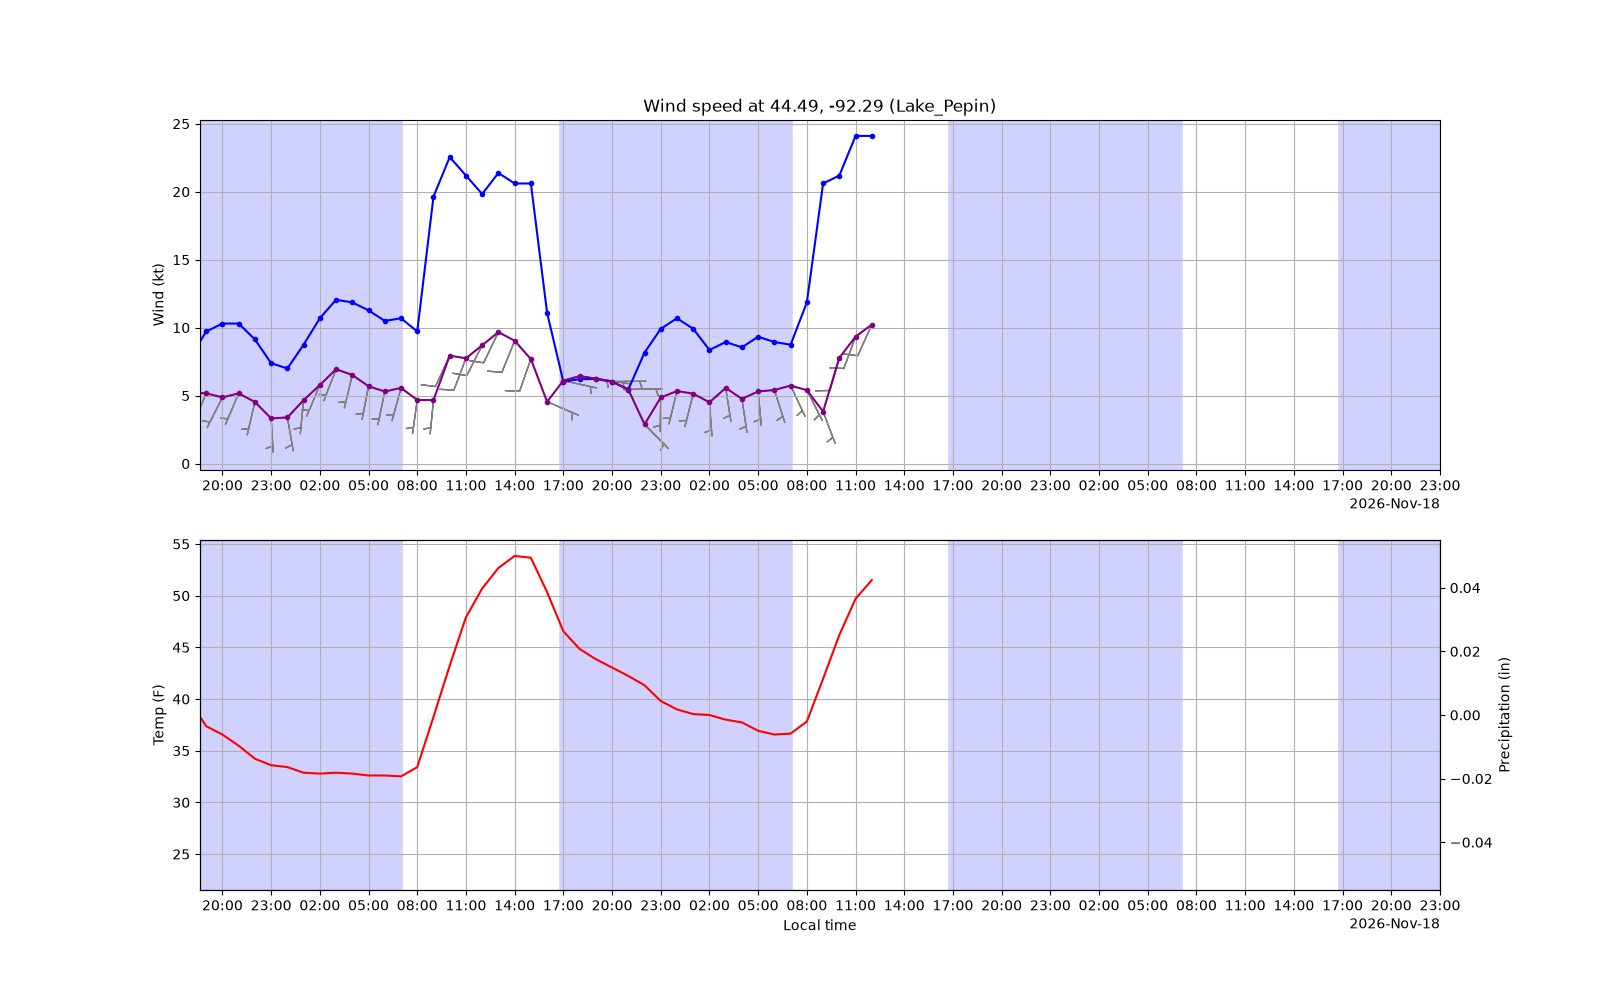 Wind speed at 44.49, -92.29 (Lake_Pepin)
25
20
15
10
5
0
Wind (kt)
20:00 23:00 02:00 05:00 08:00 11:00 14:00 17:00 20:00 23:00 02:00 05:00 08:00 11:00 14:00 17:00 20:00 23:00 02:00 05:00 08:00 11:00 14:00 17:00 20:00 23:00
2026-Nov-18
55
50
45
40
35
30
25
Temp (F)
0.04
0.02
0.00
−0.02
−0.04
Precipitation (in)
20:00 23:00 02:00 05:00 08:00 11:00 14:00 17:00 20:00 23:00 02:00 05:00 08:00 11:00 14:00 17:00 20:00 23:00 02:00 05:00 08:00 11:00 14:00 17:00 20:00 23:00
Local time
2026-Nov-18